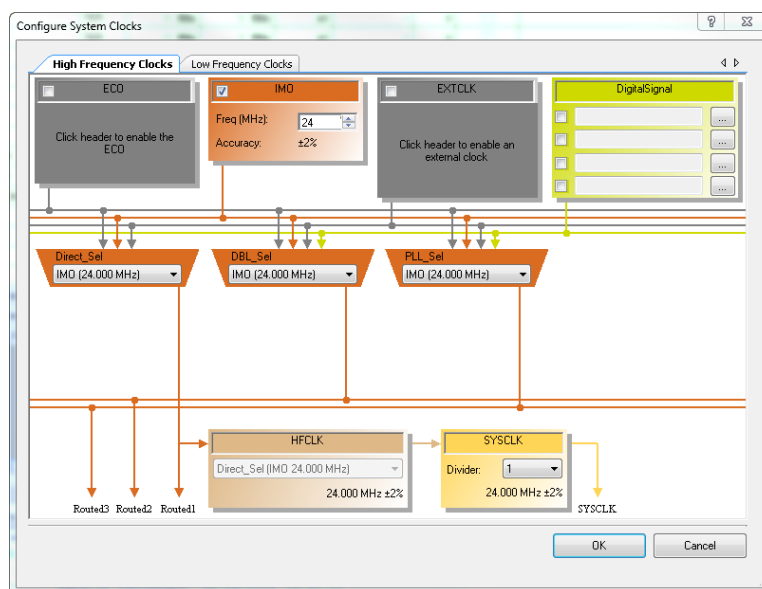 Configure System Clocks
High Frequency Clocks
Low Frequency Clocks
ECO
Click header to enable the
ECO
IMO
Freq (MHz): 24
Accuracy: ±2%
EXTCLK
Click header to enable an
external clock
DigitalSignal
...
...
...
...
Direct_Sel
IMO (24.000 MHz)
DBL_Sel
IMO (24.000 MHz)
PLL_Sel
IMO (24.000 MHz)
HFCLK
Direct_Sel (IMO 24.000 MHz)
24.000 MHz ±2%
SYSCLK
Divider: 1
24.000 MHz ±2%
Routed3 Routed2 Routed1
SYSCLK
OK
Cancel